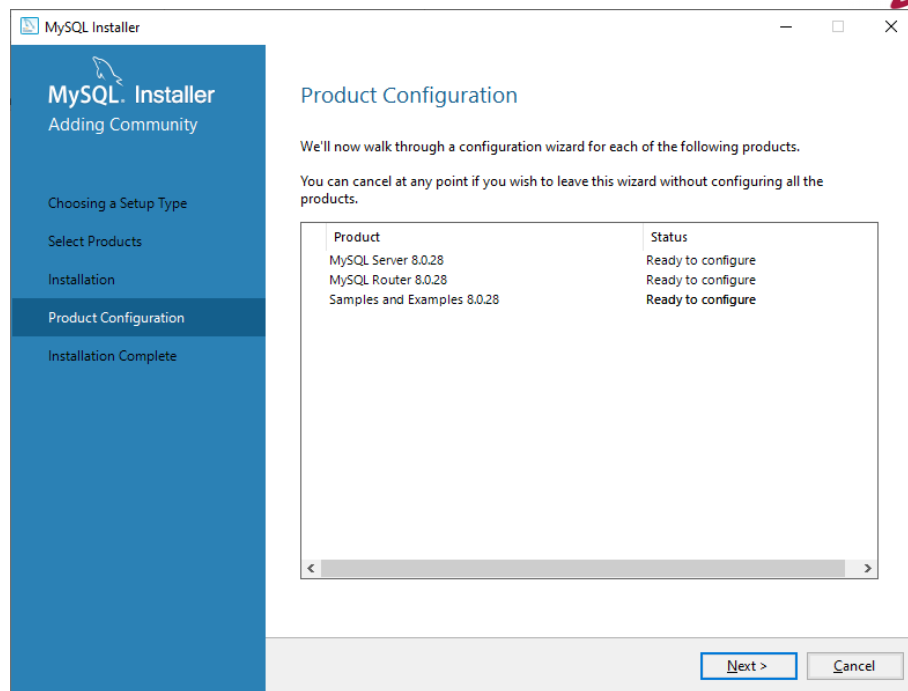 MySQL Installer
MySQL. Installer
Adding Community
Choosing a Setup Type
Select Products
Installation
Product Configuration
Installation Complete
Product Configuration
We'll now walk through a configuration wizard for each of the following products.
You can cancel at any point if you wish to leave this wizard without configuring all the
products.
Product Status
MySQL Server 8.0.28 Ready to configure
MySQL Router 8.0.28 Ready to configure
Samples and Examples 8.0.28 Ready to configure
Next > Cancel